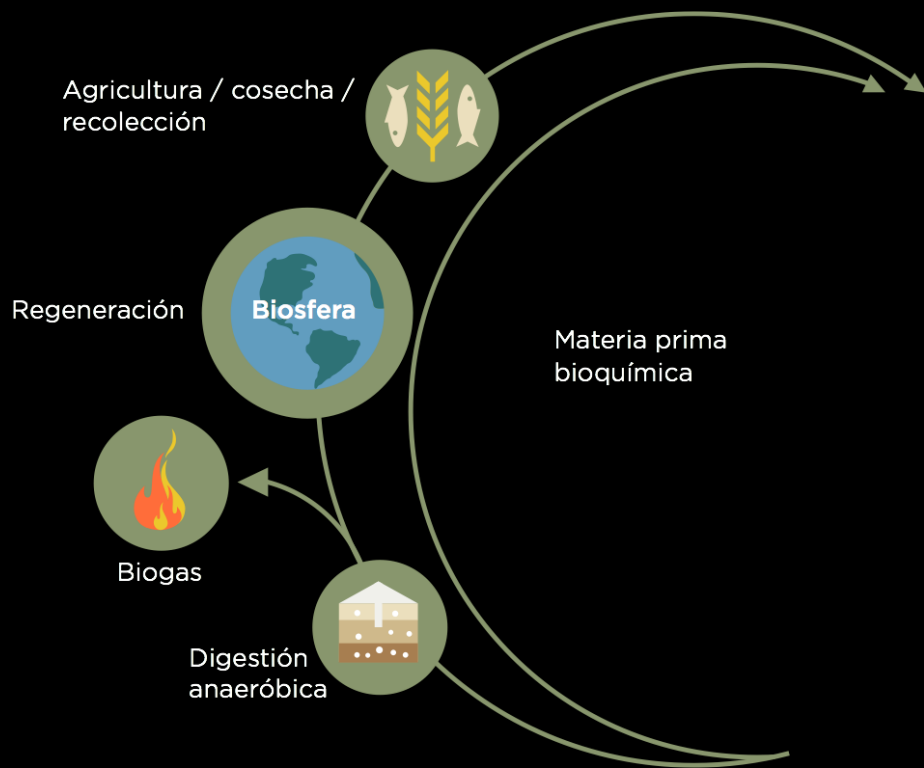 Agricultura / cosecha /
recolección
Regeneración
Biosfera
Materia prima
bioquímica
Biogas
Digestión
anaeróbica